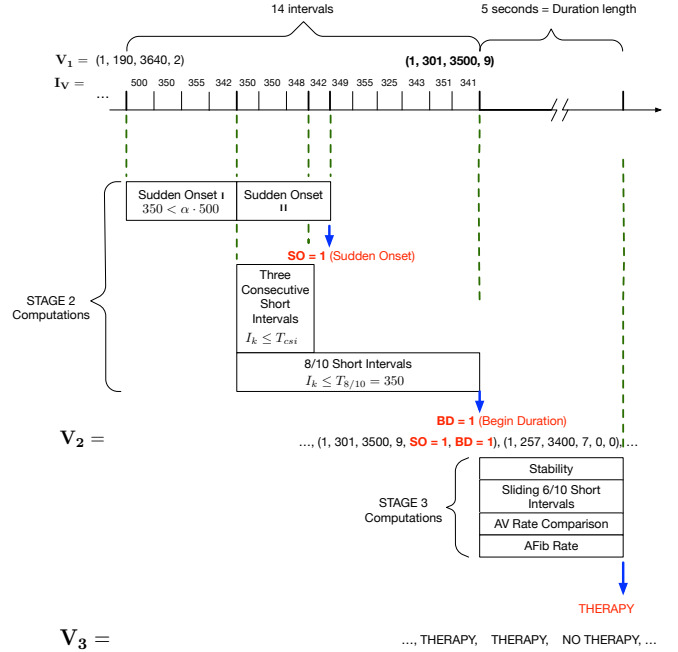 14 intervals
5 seconds = Duration length
V₁ = (1, 190, 3640, 2)
(1, 301, 3500, 9)
I_V =
... 500 350 355 342 350 350 348 342 349 355 325 343 351 341
Sudden Onset I
350 < α · 500
Sudden Onset
II
SO = 1 (Sudden Onset)
Three
Consecutive
Short
Intervals
I_k ≤ T_csi
STAGE 2
Computations
8/10 Short Intervals
I_k ≤ T_8/10 = 350
BD = 1 (Begin Duration)
V₂ =
..., (1, 301, 3500, 9, SO = 1, BD = 1), (1, 257, 3400, 7, 0, 0), ...
Stability
STAGE 3
Computations
Sliding 6/10 Short
Intervals
AV Rate Comparison
AFib Rate
THERAPY
V₃ =
..., THERAPY, THERAPY, NO THERAPY, ...